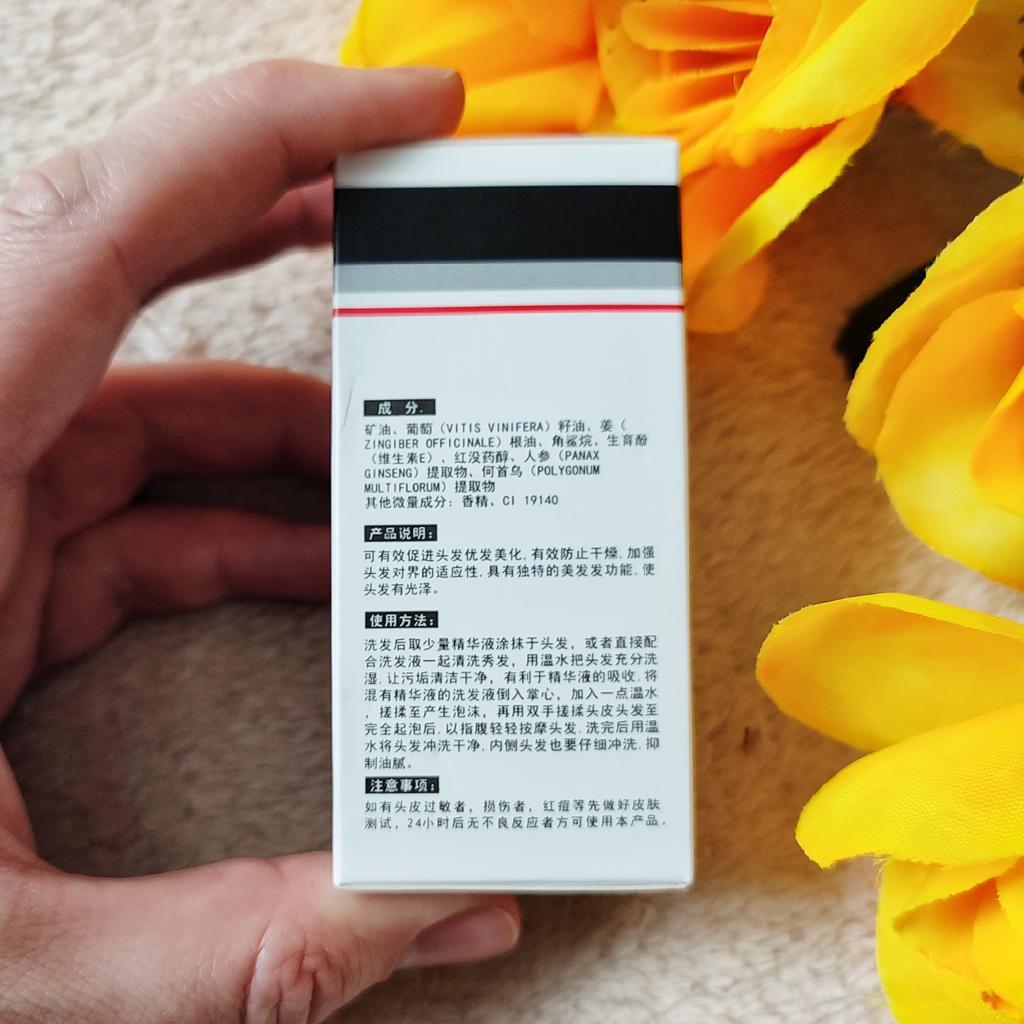 成 分.
矿油、葡萄（VITIS VINIFERA）籽油、姜（
ZINGIBER OFFICINALE）根油、角鲨烷、生育酚
（维生素E）、红没药醇、人参（PANAX
GINSENG）提取物、何首乌（POLYGONUM
MULTIFLORUM）提取物
其他微量成分：香精、CI 19140
产品说明：
可有效促进头发优发美化，有效防止干燥，加强
头发对界的适应性，具有独特的美发发功能，使
头发有光泽。
使用方法：
洗发后取少量精华液涂抹于头发，或者直接配
合洗发液一起清洗秀发，用温水把头发充分洗
湿，让污垢清洁干净，有利于精华液的吸收，将
混有精华液的洗发液倒入掌心，加入一点温水
，搓揉至产生泡沫，再用双手搓揉头皮头发至
完全起泡后，以指腹轻轻按摩头发，洗完后用温
水将头发冲洗干净，内侧头发也要仔细冲洗，抑
制油腻。
注意事项：
如有头皮过敏者，损伤者，红痘等先做好皮肤
测试，24小时后无不良反应者方可使用本产品。